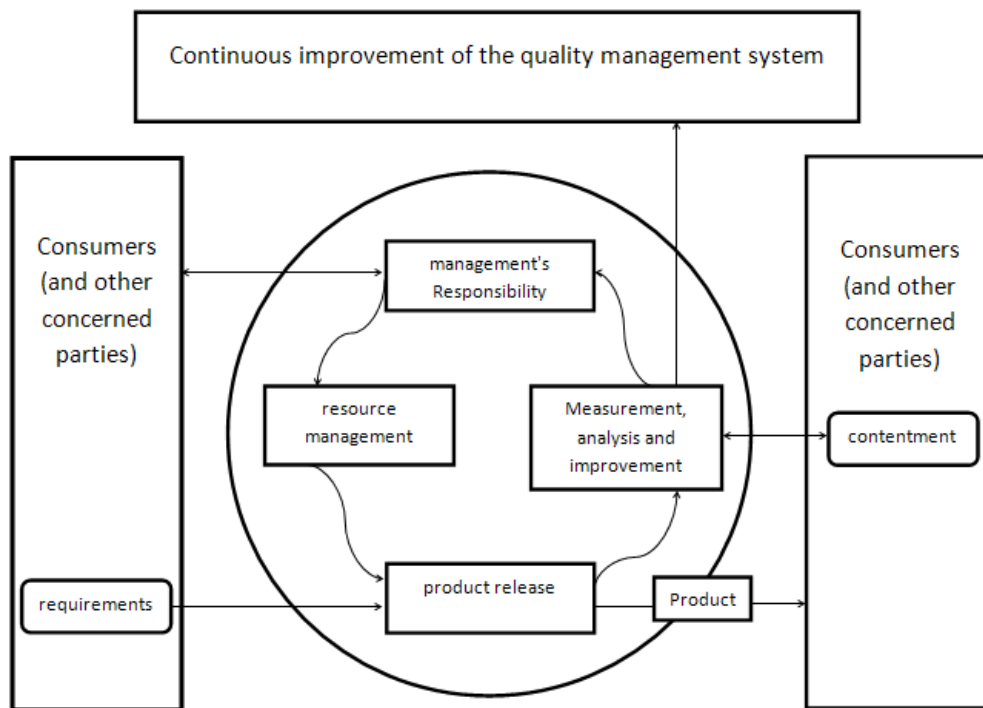 Continuous improvement of the quality management system
Consumers
(and other
concerned
parties)
requirements
management's
Responsibility
resource
management
Measurement,
analysis and
improvement
product release
Product
Consumers
(and other
concerned
parties)
contentment